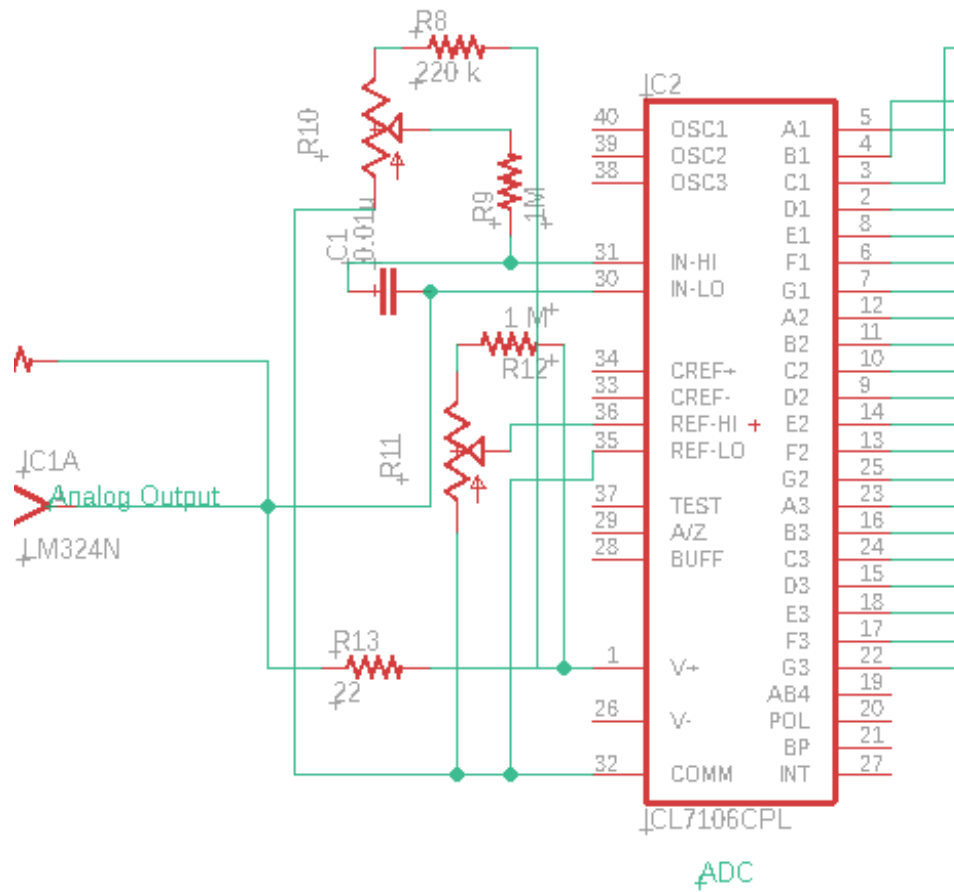 R8
220 k
R10
R9
1M
C1
0.01u
IC2
40 OSC1 A1 5
39 OSC2 B1 4
38 OSC3 C1 3
D1 2
E1 8
31 IN-HI F1 6
30 IN-LO G1 7
A2 12
1 M
R12
B2 11
34 CREF+ C2 10
33 CREF- D2 9
36 REF-HI E2 14
35 REF-LO F2 13
R11
G2 25
IC1A
Analog Output
LM324N
37 TEST A3 23
29 A/Z B3 16
28 BUFF C3 24
D3 15
E3 18
F3 17
R13
22
1 V+ G3 22
AB4 19
26 V- POL 20
BP 21
32 COMM INT 27
ICL7106CPL
ADC